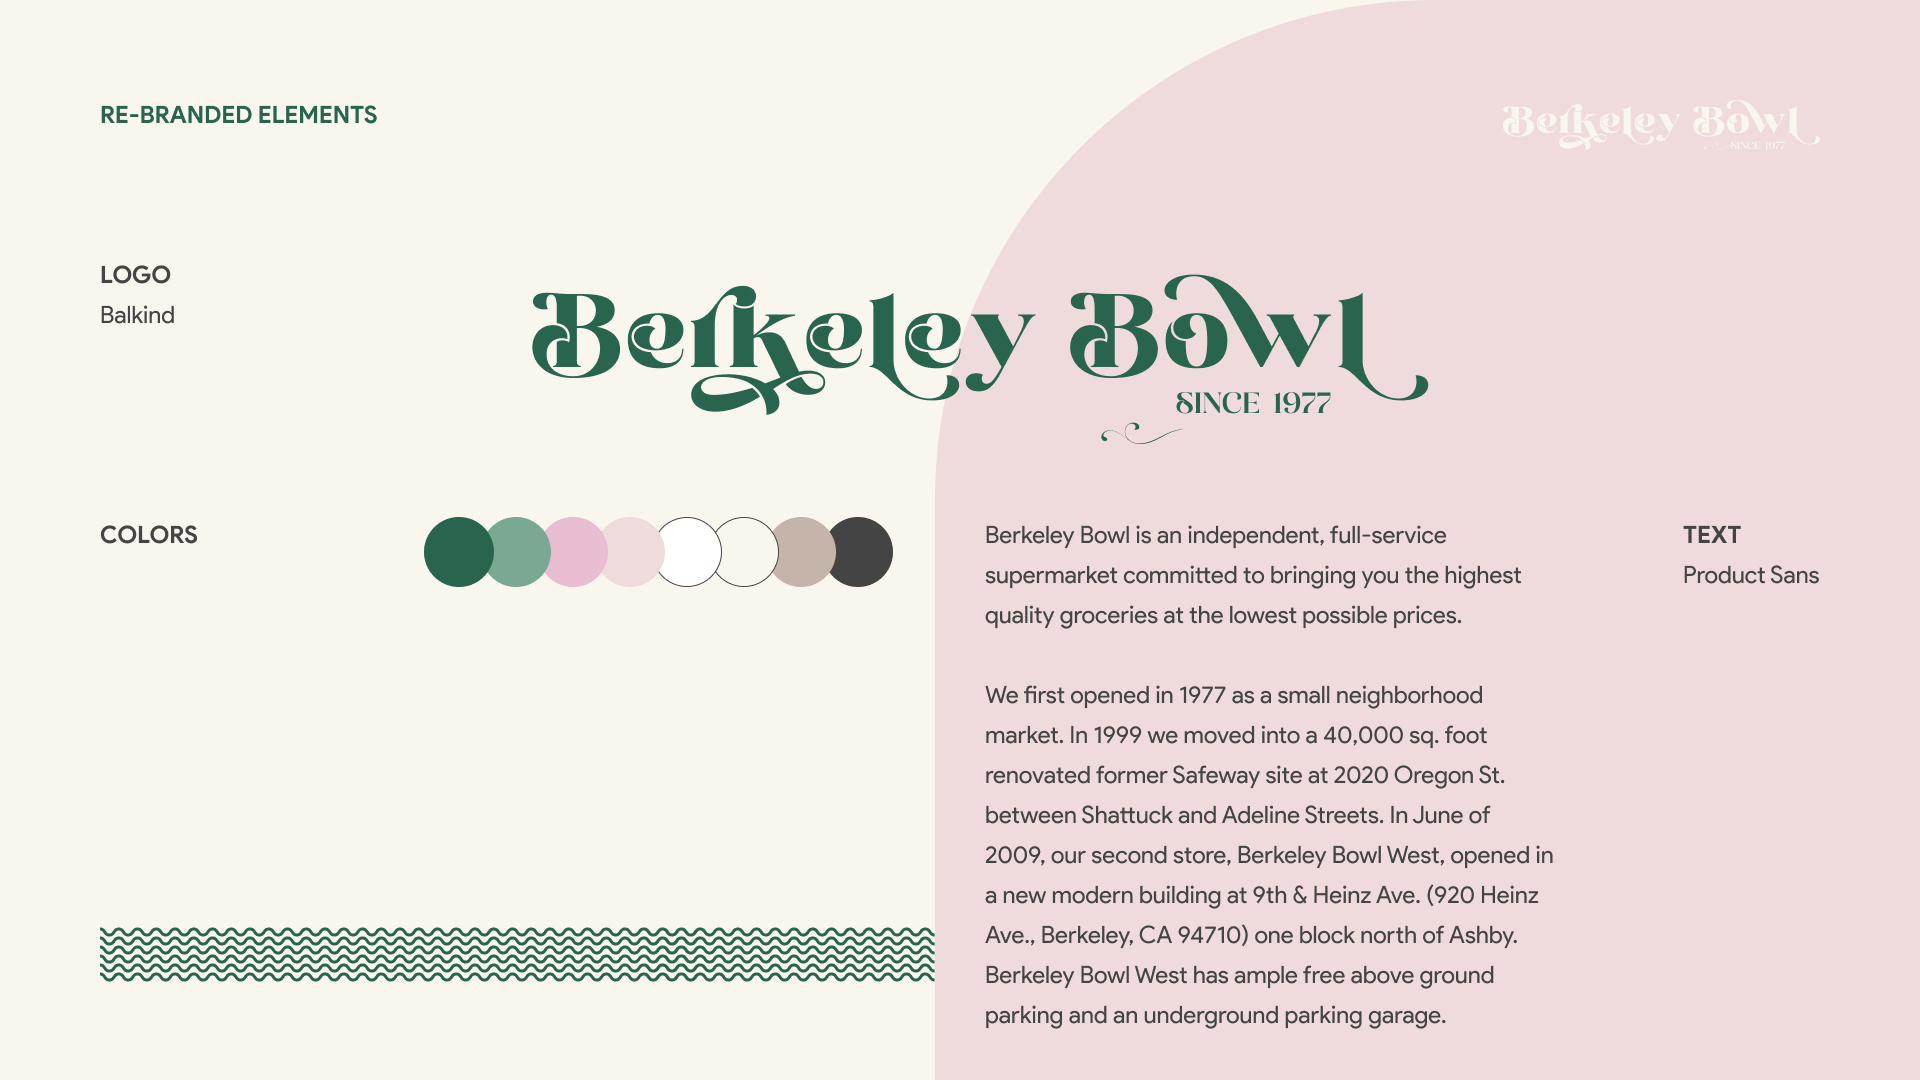 RE-BRANDED ELEMENTS
Berkeley Bowl
SINCE 1977
LOGO
Balkind
Berkeley Bowl
SINCE 1977
COLORS
Berkeley Bowl is an independent, full-service
supermarket committed to bringing you the highest
quality groceries at the lowest possible prices.
We first opened in 1977 as a small neighborhood
market. In 1999 we moved into a 40,000 sq. foot
renovated former Safeway site at 2020 Oregon St.
between Shattuck and Adeline Streets. In June of
2009, our second store, Berkeley Bowl West, opened in
a new modern building at 9th & Heinz Ave. (920 Heinz
Ave., Berkeley, CA 94710) one block north of Ashby.
Berkeley Bowl West has ample free above ground
parking and an underground parking garage.
TEXT
Product Sans